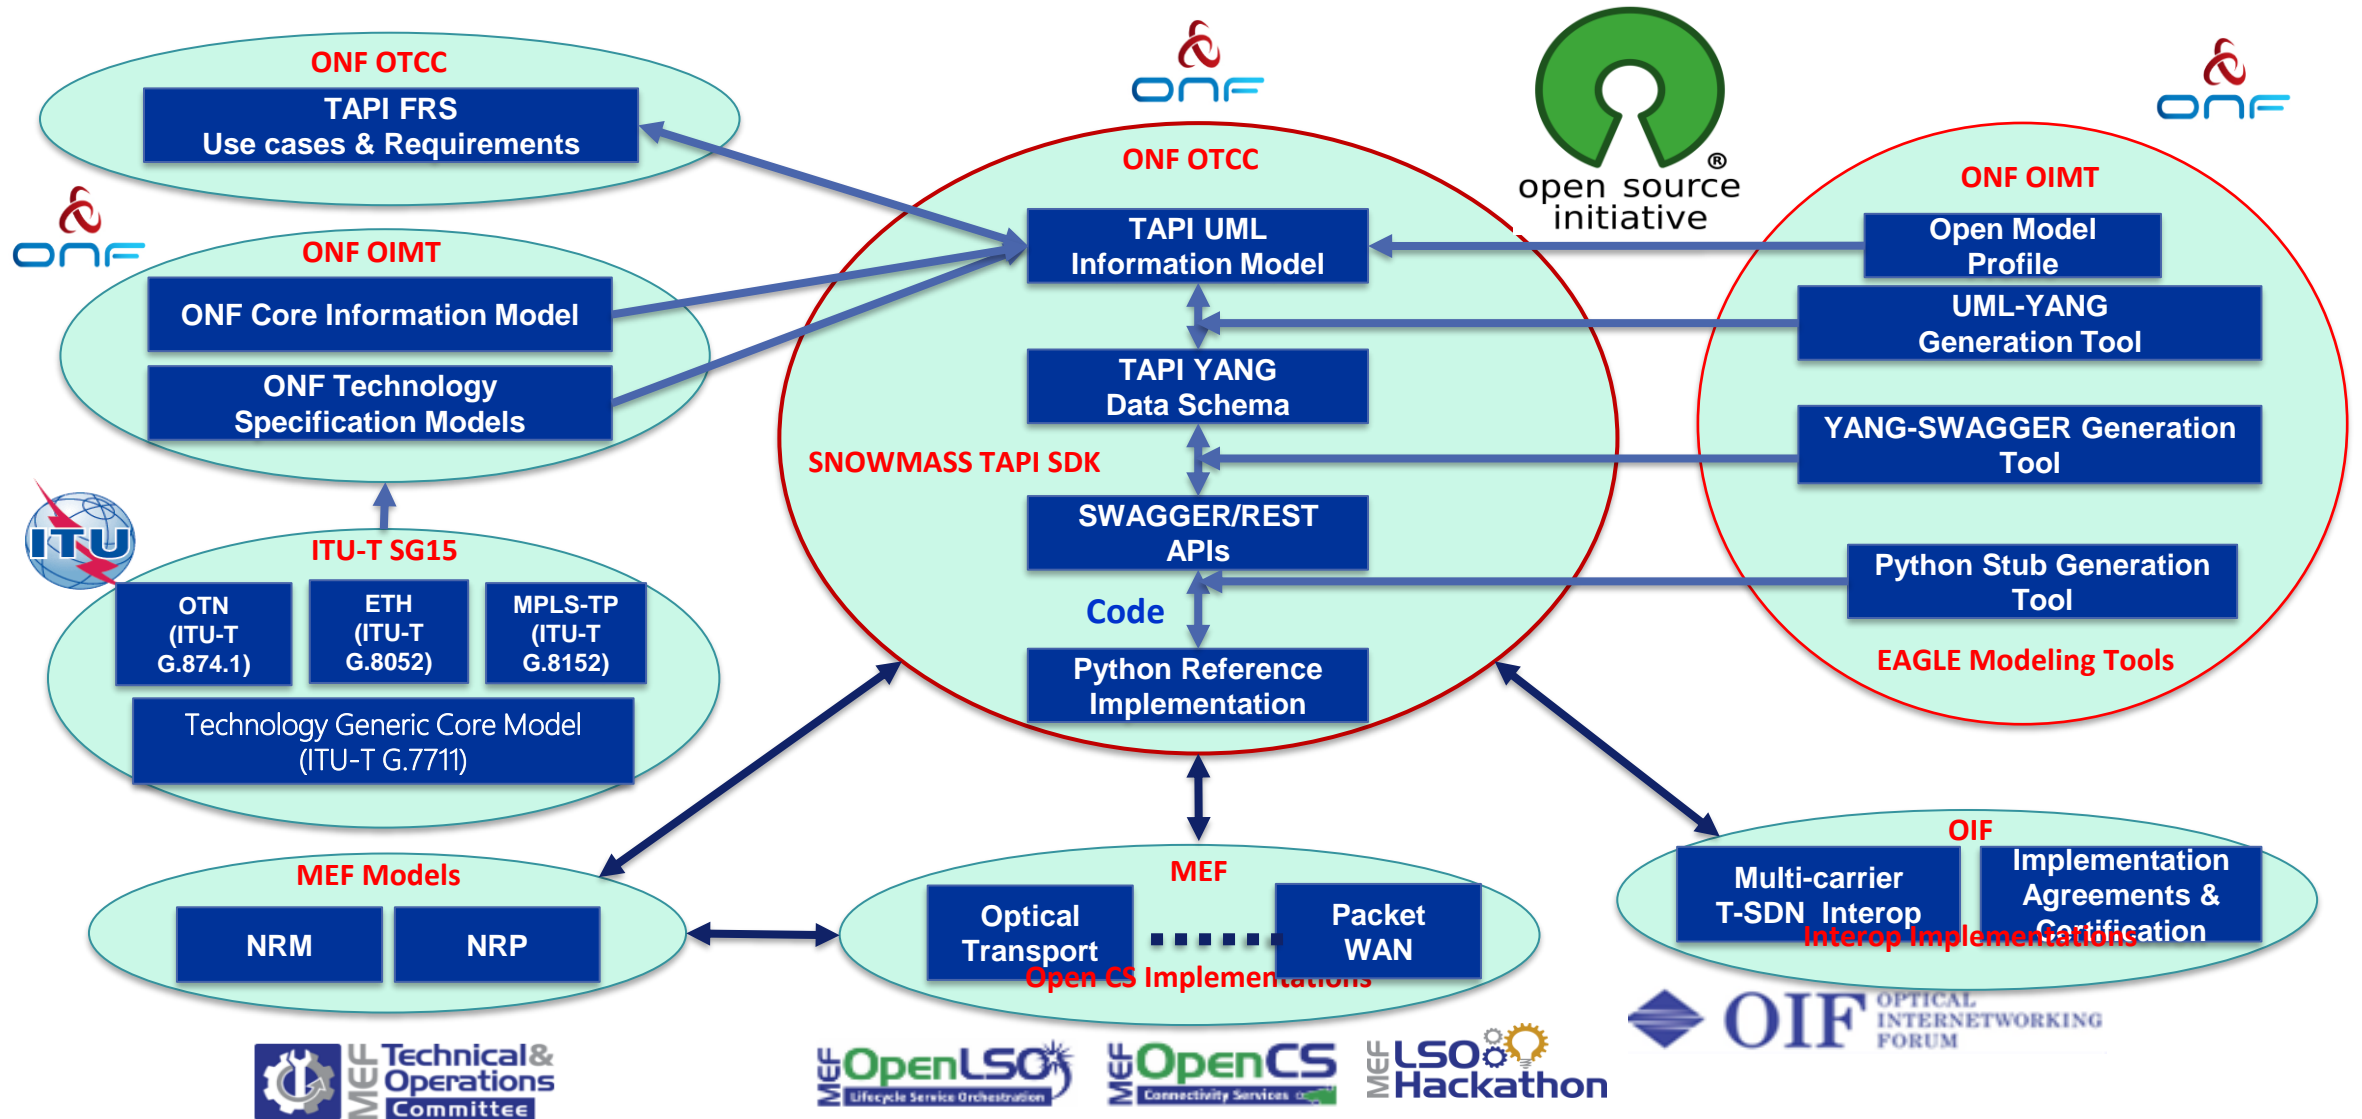 ONF OTCC
TAPI FRS
Use cases & Requirements
ONF
ONF OIMT
ONF Core Information Model
ONF Technology
Specification Models
ITU
ITU-T SG15
OTN
(ITU-T
G.874.1)
ETH
(ITU-T
G.8052)
MPLS-TP
(ITU-T
G.8152)
Technology Generic Core Model
(ITU-T G.7711)
MEF Models
NRM
NRP
MEF Technical&
Operations
Committee
ONF
ONF OTCC
TAPI UML
Information Model
TAPI YANG
Data Schema
SNOWMASS TAPI SDK
SWAGGER/REST
APIs
Code
Python Reference
Implementation
MEF
Optical
Transport
Packet
WAN
Open CS Implementations
MEF OpenLSO
Lifecycle Service Orchestration
MEF OpenCS
Connectivity Services
MEF LSO
Hackathon
®
open source
initiative
ONF
ONF OIMT
Open Model
Profile
UML-YANG
Generation Tool
YANG-SWAGGER Generation
Tool
Python Stub Generation
Tool
EAGLE Modeling Tools
OIF
Multi-carrier
T-SDN Interop
Implementation
Agreements &
Certification
Interop Implementations
OIF
OPTICAL
INTERNETWORKING
FORUM